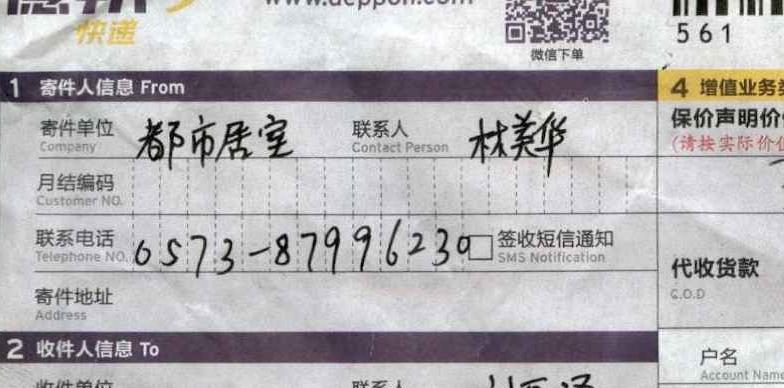 快递
www.deppon.com
微信下单
561
1 寄件人信息 From
4 增值业务
寄件单位 都市居室 联系人 林美华
Company Contact Person
保价声明价
(请按实际价值
月结编码
Customer NO.
联系电话 0573-87996230 签收短信通知
Telephone NO. SMS Notification
代收货款
C.O.D
寄件地址
Address
2 收件人信息 To
户名
Account Name
收件单位 联系人